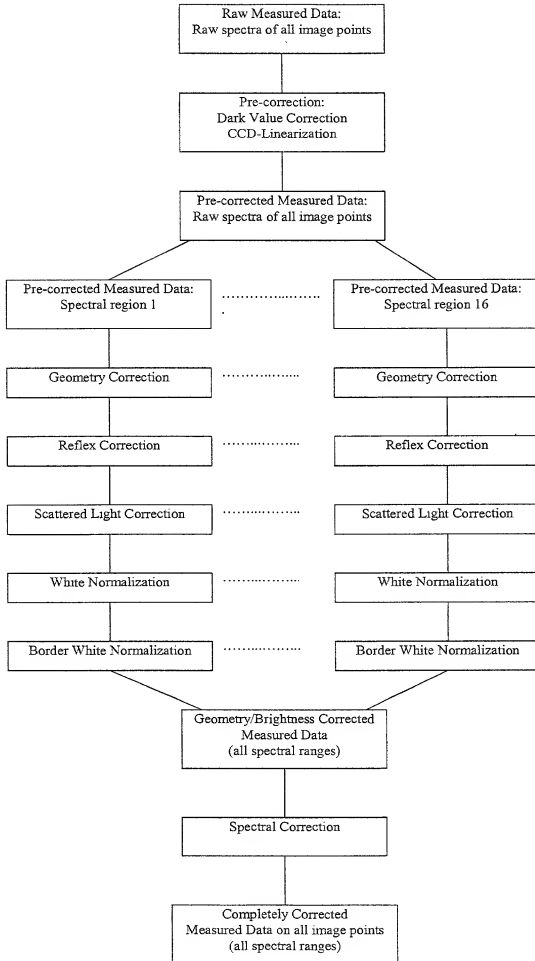 Raw Measured Data:
Raw spectra of all image points
Pre-correction:
Dark Value Correction
CCD-Linearization
Pre-corrected Measured Data:
Raw spectra of all image points
Pre-corrected Measured Data:
Spectral region 1
Pre-corrected Measured Data:
Spectral region 16
Geometry Correction
Geometry Correction
Reflex Correction
Reflex Correction
Scattered Light Correction
Scattered Light Correction
White Normalization
White Normalization
Border White Normalization
Border White Normalization
Geometry/Brightness Corrected
Measured Data
(all spectral ranges)
Spectral Correction
Completely Corrected
Measured Data on all image points
(all spectral ranges)